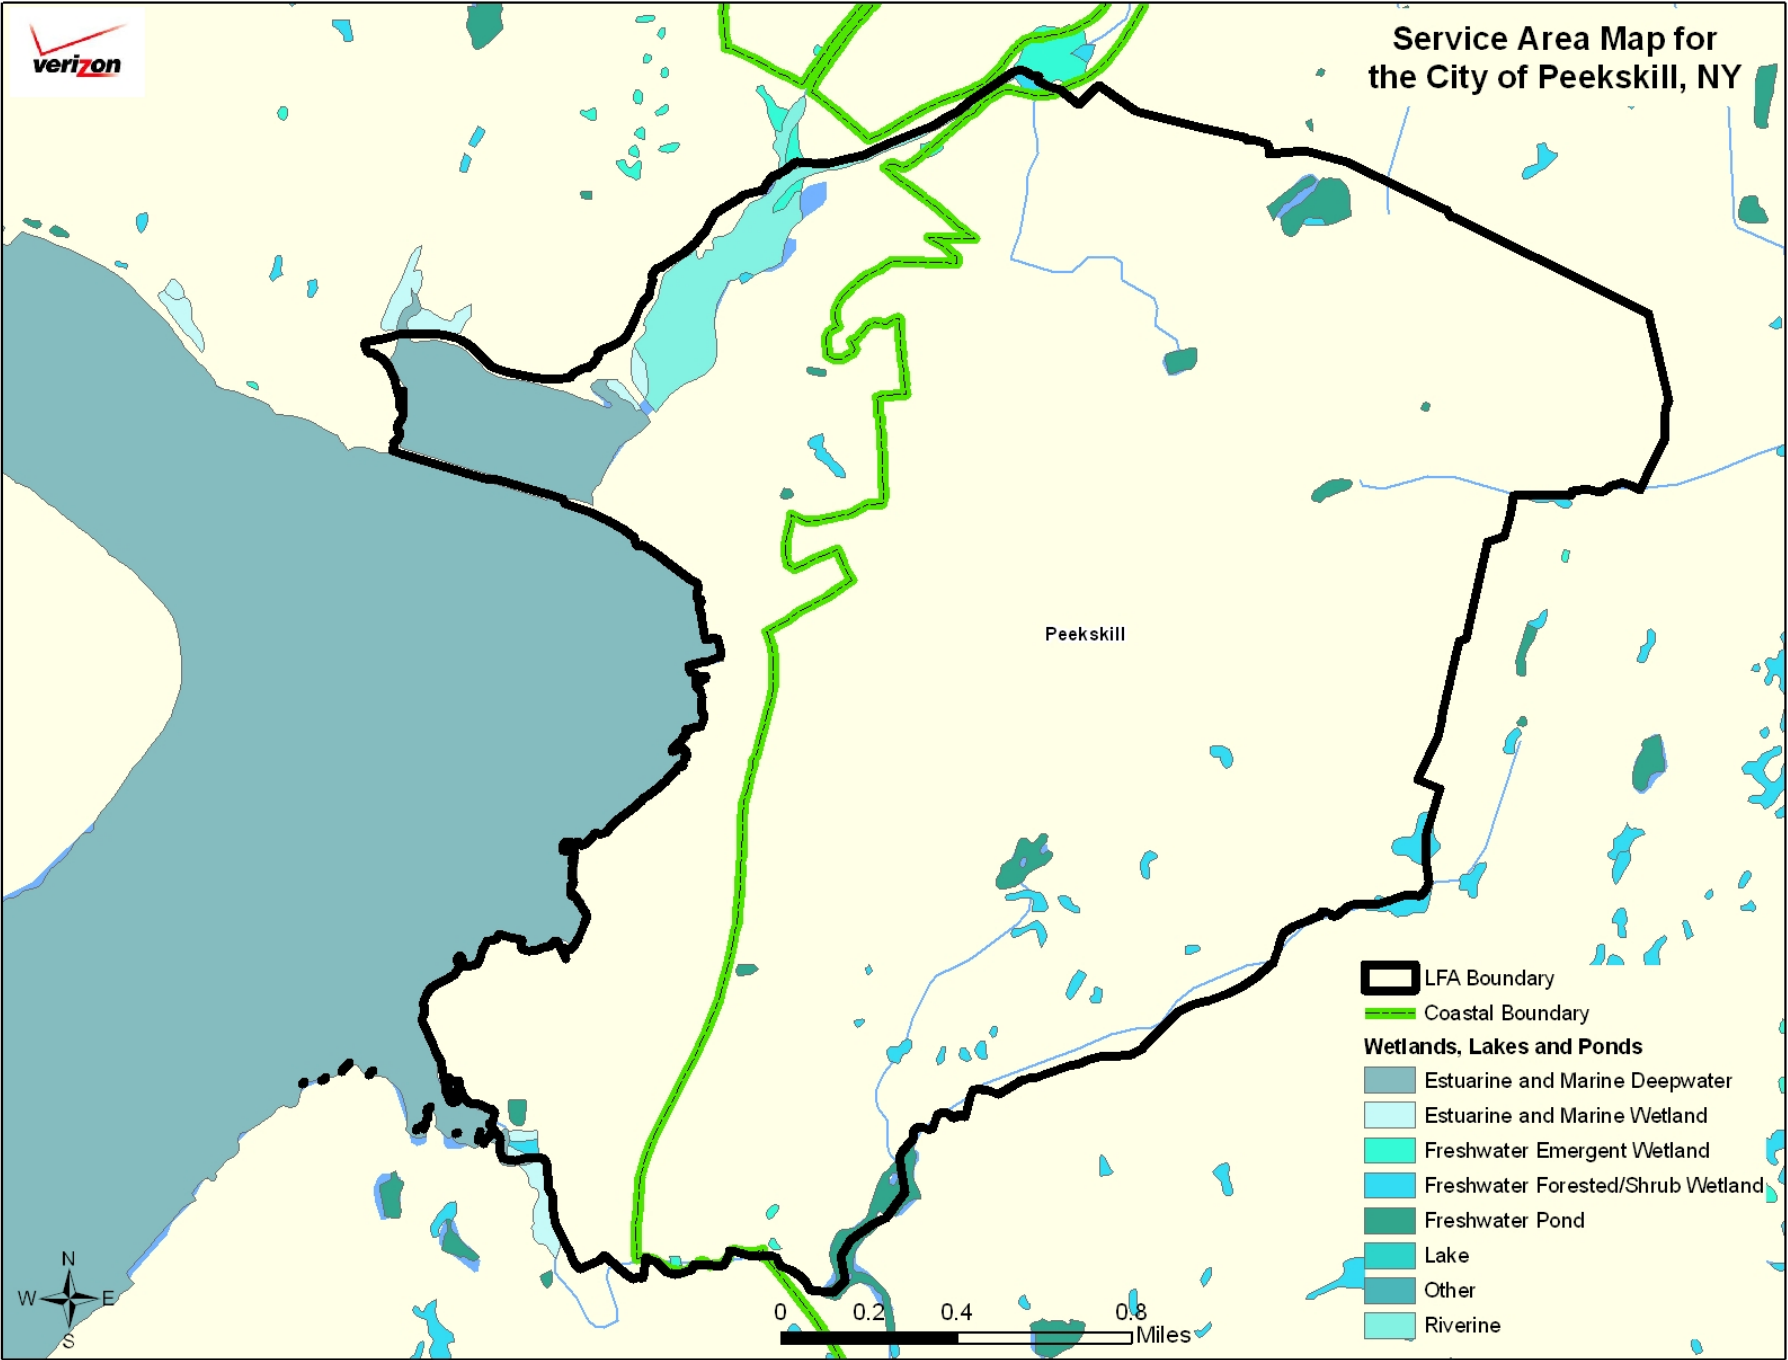 verizon
Service Area Map for
the City of Peekskill, NY
Peekskill
LFA Boundary
Coastal Boundary
Wetlands, Lakes and Ponds
Estuarine and Marine Deepwater
Estuarine and Marine Wetland
Freshwater Emergent Wetland
Freshwater Forested/Shrub Wetland
Freshwater Pond
Lake
Other
Riverine
N
W E
S
0 0.2 0.4 0.8
Miles